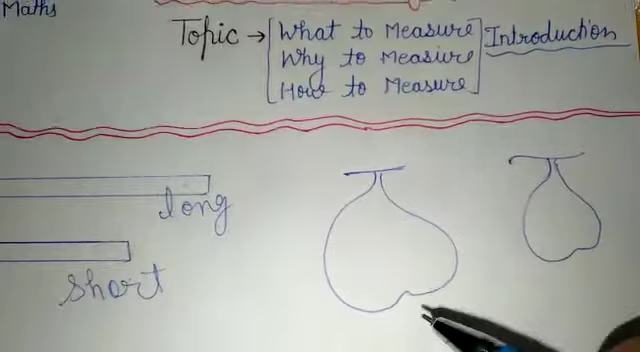 Maths
Topic → What to Measure Introduction
Why to Measure
How to Measure
long
short